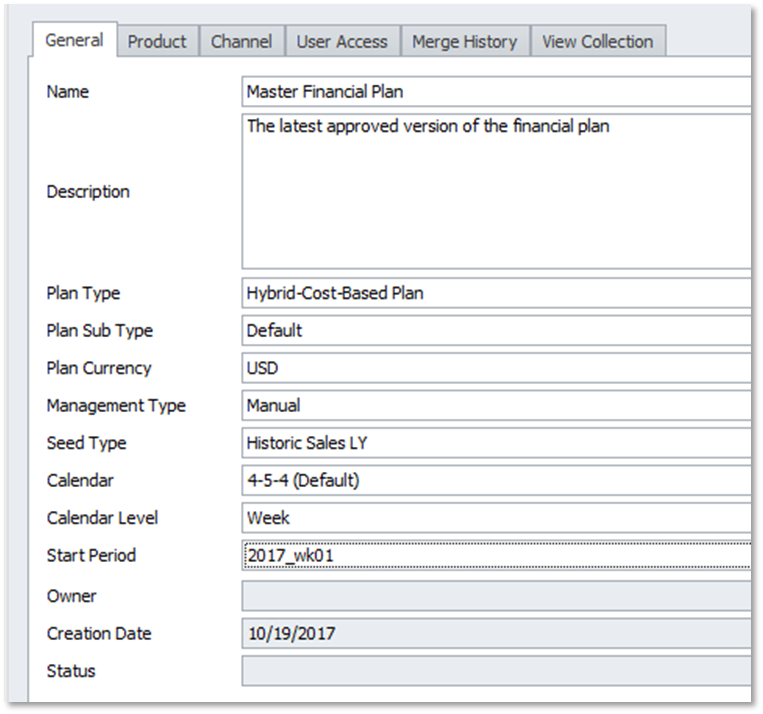 General Product Channel User Access Merge History View Collection
Name Master Financial Plan
The latest approved version of the financial plan
Description
Plan Type Hybrid-Cost-Based Plan
Plan Sub Type Default
Plan Currency USD
Management Type Manual
Seed Type Historic Sales LY
Calendar 4-5-4 (Default)
Calendar Level Week
Start Period 2017_wk01
Owner
Creation Date 10/19/2017
Status